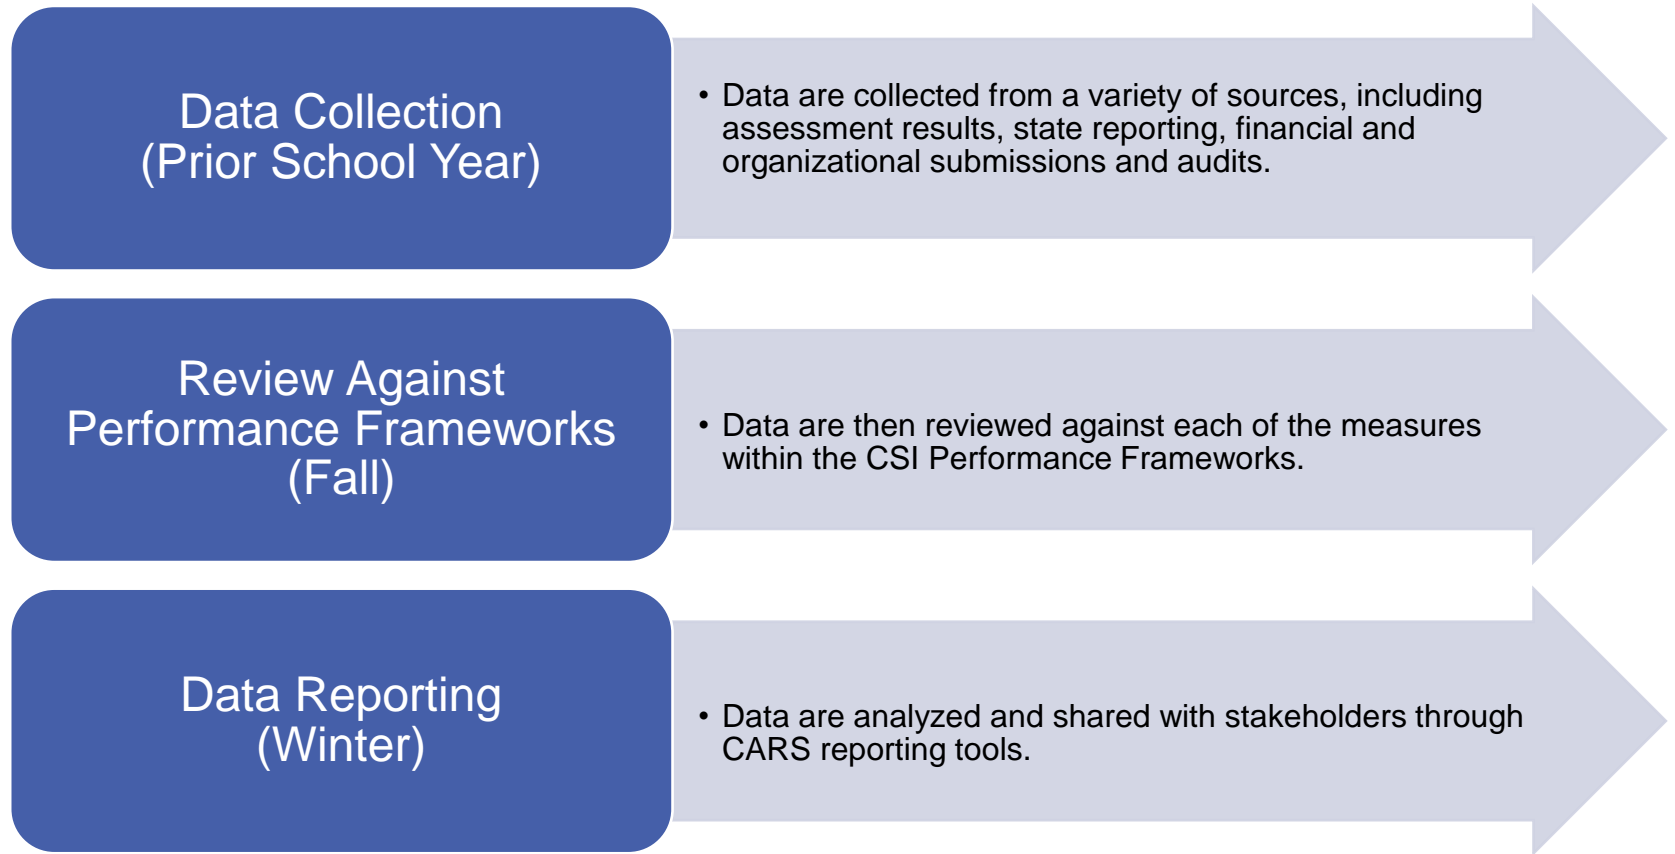 Data Collection
(Prior School Year)
• Data are collected from a variety of sources, including
assessment results, state reporting, financial and
organizational submissions and audits.
Review Against
Performance Frameworks
(Fall)
• Data are then reviewed against each of the measures
within the CSI Performance Frameworks.
Data Reporting
(Winter)
• Data are analyzed and shared with stakeholders through
CARS reporting tools.